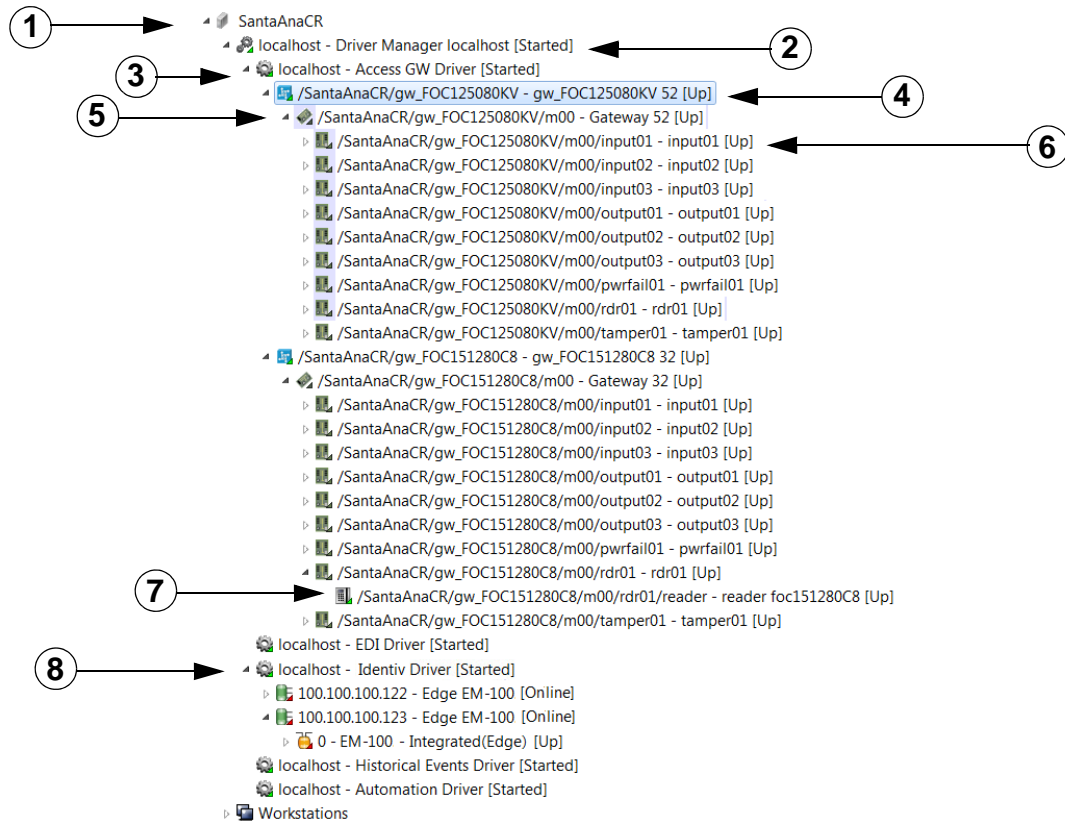 1 SantaAnaCR
localhost - Driver Manager localhost [Started] 2
3 localhost - Access GW Driver [Started]
/SantaAnaCR/gw_FOC125080KV - gw_FOC125080KV 52 [Up] 4
5 /SantaAnaCR/gw_FOC125080KV/m00 - Gateway 52 [Up]
/SantaAnaCR/gw_FOC125080KV/m00/input01 - input01 [Up] 6
/SantaAnaCR/gw_FOC125080KV/m00/input02 - input02 [Up]
/SantaAnaCR/gw_FOC125080KV/m00/input03 - input03 [Up]
/SantaAnaCR/gw_FOC125080KV/m00/output01 - output01 [Up]
/SantaAnaCR/gw_FOC125080KV/m00/output02 - output02 [Up]
/SantaAnaCR/gw_FOC125080KV/m00/output03 - output03 [Up]
/SantaAnaCR/gw_FOC125080KV/m00/pwrfail01 - pwrfail01 [Up]
/SantaAnaCR/gw_FOC125080KV/m00/rdr01 - rdr01 [Up]
/SantaAnaCR/gw_FOC125080KV/m00/tamper01 - tamper01 [Up]
/SantaAnaCR/gw_FOC151280C8 - gw_FOC151280C8 32 [Up]
/SantaAnaCR/gw_FOC151280C8/m00 - Gateway 32 [Up]
/SantaAnaCR/gw_FOC151280C8/m00/input01 - input01 [Up]
/SantaAnaCR/gw_FOC151280C8/m00/input02 - input02 [Up]
/SantaAnaCR/gw_FOC151280C8/m00/input03 - input03 [Up]
/SantaAnaCR/gw_FOC151280C8/m00/output01 - output01 [Up]
/SantaAnaCR/gw_FOC151280C8/m00/output02 - output02 [Up]
/SantaAnaCR/gw_FOC151280C8/m00/output03 - output03 [Up]
/SantaAnaCR/gw_FOC151280C8/m00/pwrfail01 - pwrfail01 [Up]
/SantaAnaCR/gw_FOC151280C8/m00/rdr01 - rdr01 [Up]
7 /SantaAnaCR/gw_FOC151280C8/m00/rdr01/reader - reader foc151280C8 [Up]
/SantaAnaCR/gw_FOC151280C8/m00/tamper01 - tamper01 [Up]
localhost - EDI Driver [Started]
8 localhost - Identiv Driver [Started]
100.100.100.122 - Edge EM-100 [Online]
100.100.100.123 - Edge EM-100 [Online]
0 - EM-100 - Integrated(Edge) [Up]
localhost - Historical Events Driver [Started]
localhost - Automation Driver [Started]
Workstations